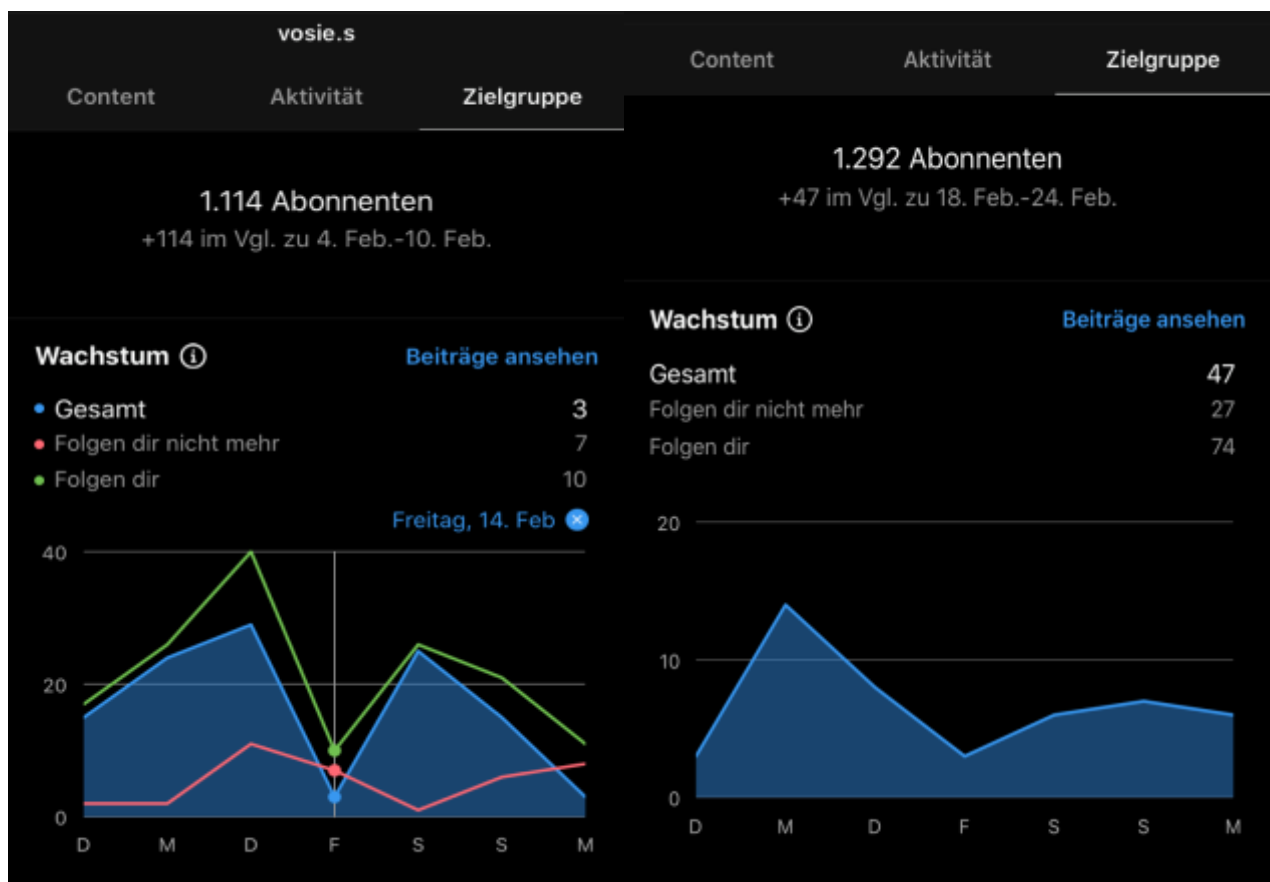 vosie.s
Content Aktivität Zielgruppe
1.114 Abonnenten
+114 im Vgl. zu 4. Feb.-10. Feb.
Wachstum i Beiträge ansehen
Gesamt 3
Folgen dir nicht mehr 7
Folgen dir 10
Freitag, 14. Feb
40
20
0
D M D F S S M
Content Aktivität Zielgruppe
1.292 Abonnenten
+47 im Vgl. zu 18. Feb.-24. Feb.
Wachstum i Beiträge ansehen
Gesamt 47
Folgen dir nicht mehr 27
Folgen dir 74
20
10
0
D M D F S S M